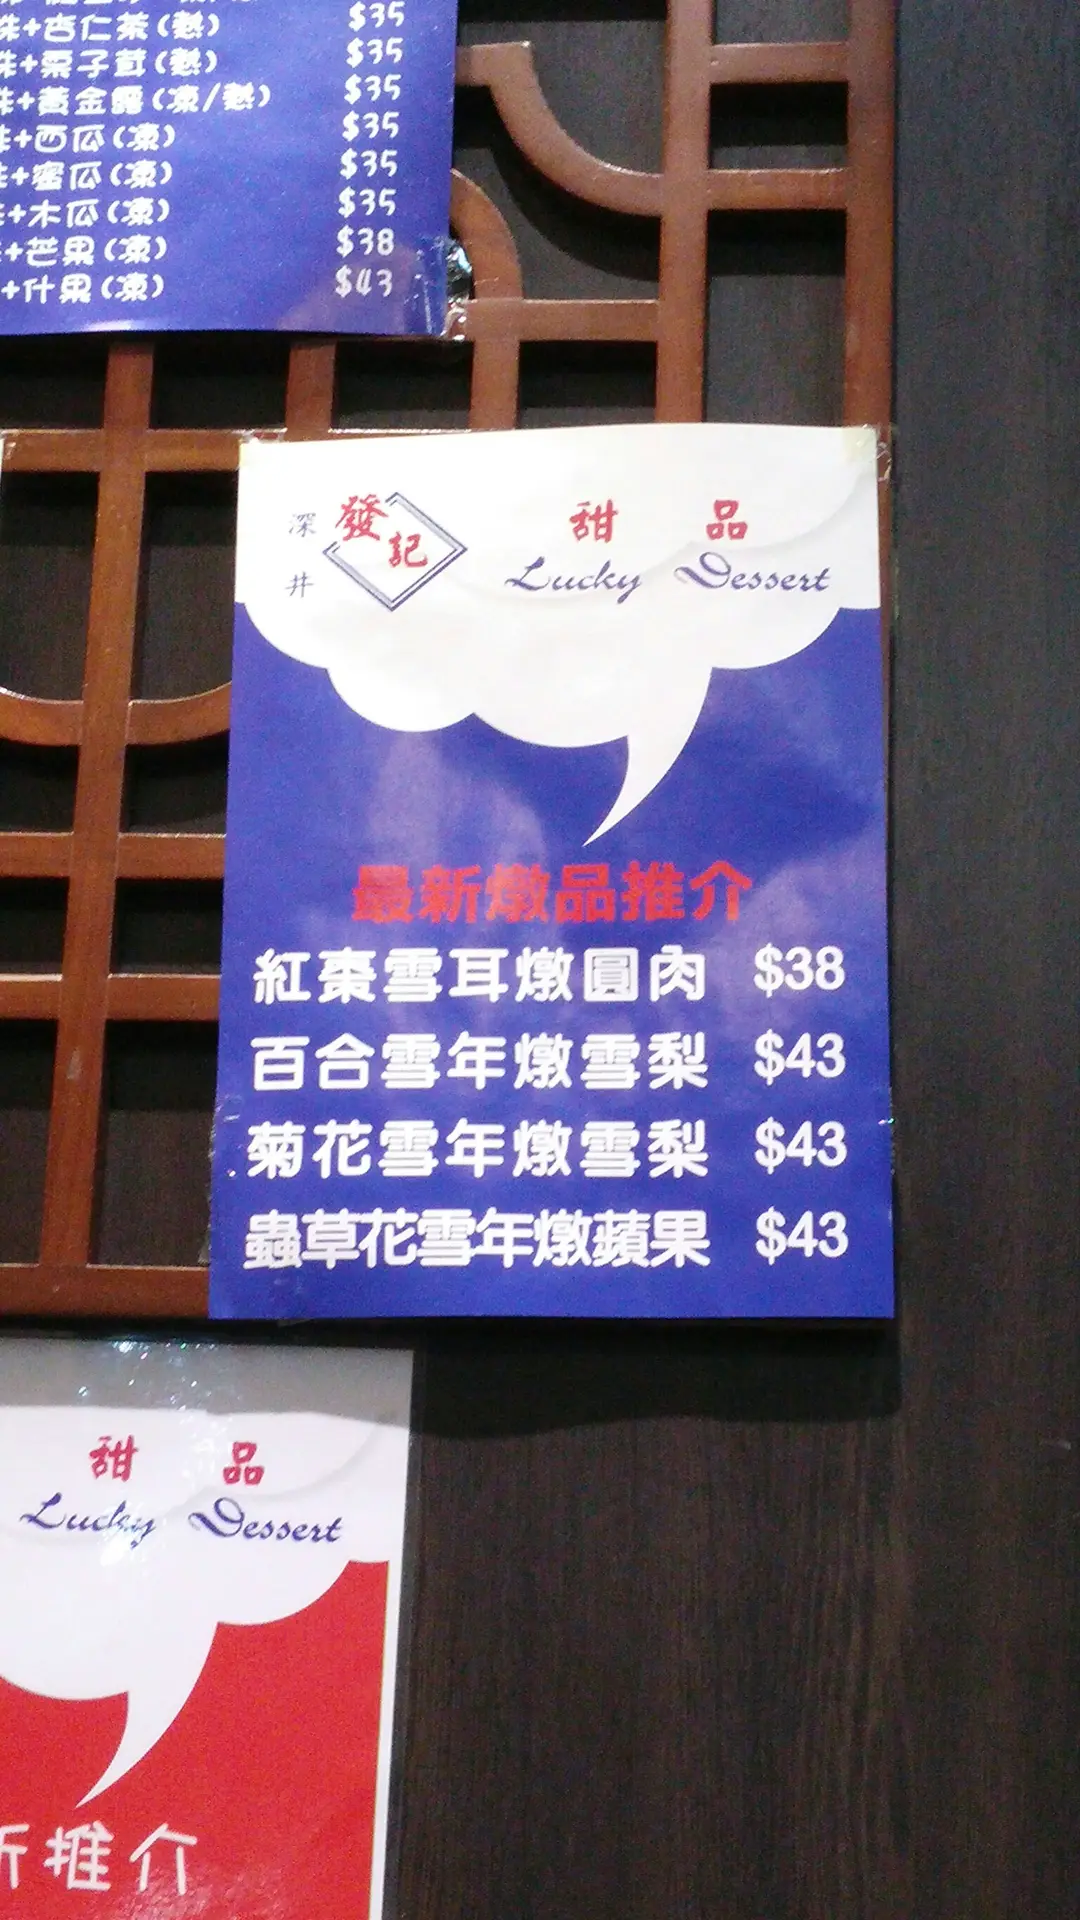 +杏仁茶(熱) $35
+栗子茸(熱) $35
+黃金露(凍/熱) $35
+西瓜(凍) $35
+蜜瓜(凍) $35
+木瓜(凍) $35
+芒果(凍) $38
+什果(凍) $43
深井 發記 甜品
Lucky Dessert
最新燉品推介
紅棗雪耳燉圓肉 $38
百合雪年燉雪梨 $43
菊花雪年燉雪梨 $43
蟲草花雪年燉蘋果 $43
甜品
Lucky Dessert
新推介